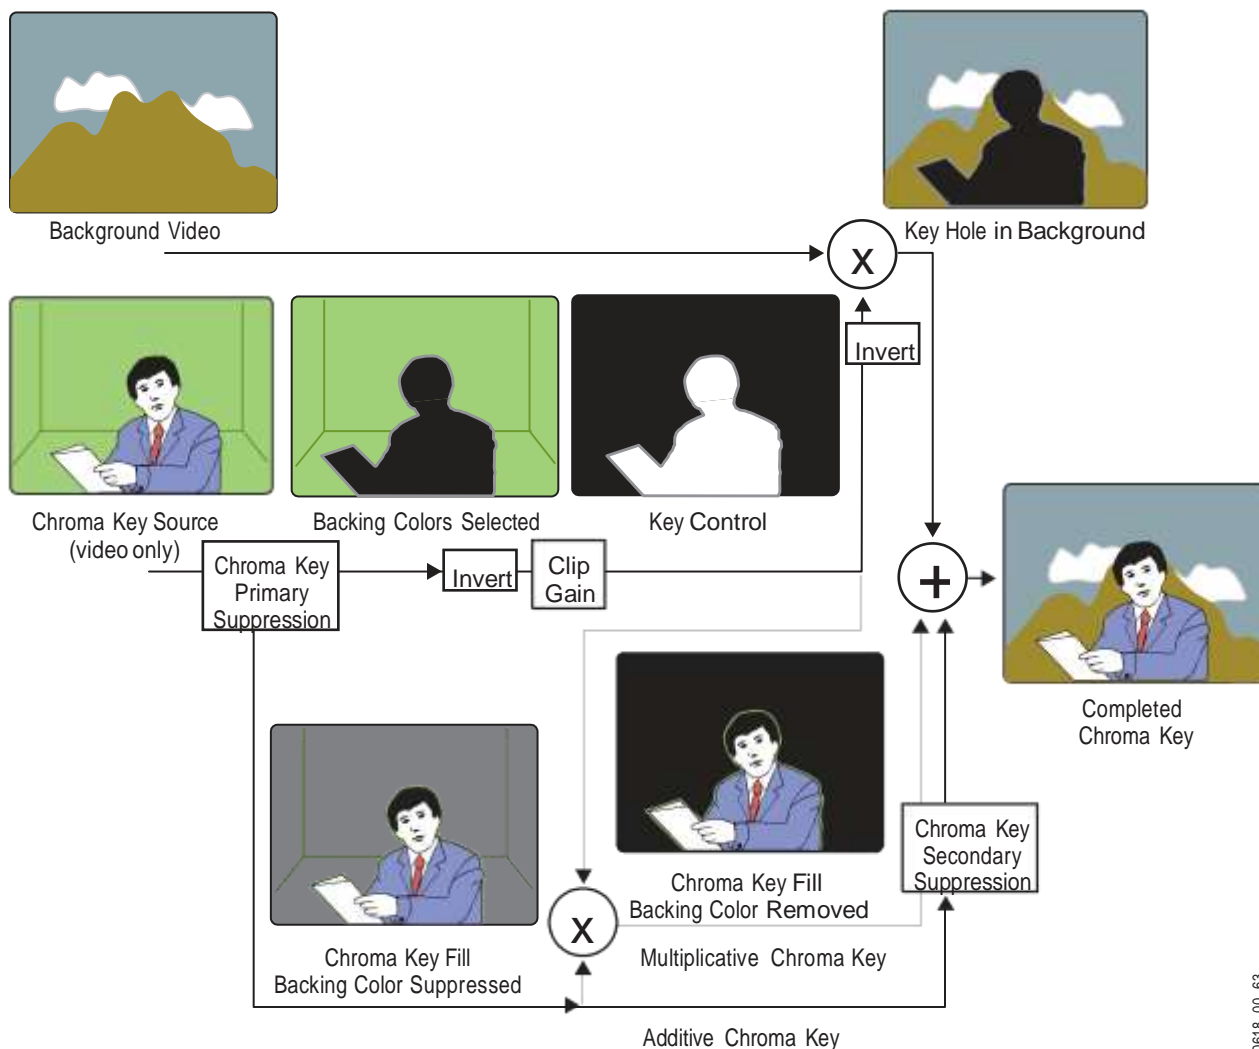 Background Video
Key Hole in Background
X
Invert
Chroma Key Source
(video only)
Backing Colors Selected
Key Control
Chroma Key
Primary
Suppression
Invert
Clip
Gain
+
Completed
Chroma Key
Chroma Key
Secondary
Suppression
Chroma Key Fill
Backing Color Removed
X
Chroma Key Fill
Backing Color Suppressed
Multiplicative Chroma Key
Additive Chroma Key
0618_00_63